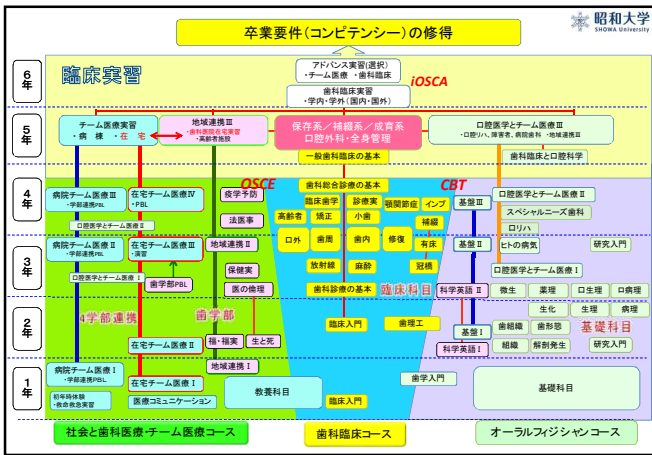 卒業要件（コンピテンシー）の修得
昭和大学
SHOWA University
6年
臨床実習
アドバンス実習(選択)
・チーム医療 ・歯科臨床
歯科臨床実習
・学内・学外(国内・国外)
iOSCA
5年
チーム医療実習
・病棟 ・在宅
地域連携Ⅲ
・歯科医院在宅実習
・高齢者施設
保存系／補綴系／成育系
口腔外科・全身管理
口腔医学とチーム医療Ⅲ
・口腔リハ、障害者、病院歯科 ・地域連携Ⅲ
一般歯科臨床の基本
歯科臨床と口腔科学
OSCE
CBT
4年
病院チーム医療Ⅲ
・学部連携PBL
在宅チーム医療Ⅳ
・PBL
疫学予防
法医事
歯科総合診療の基本
臨床歯学
診療実
顎関節症
インプ
高齢者
矯正
小歯
補綴
基盤Ⅲ
口腔医学とチーム医療Ⅱ
スペシャルニーズ歯科
口リハ
口腔医学とチーム医療Ⅱ
3年
病院チーム医療Ⅱ
・学部連携PBL
在宅チーム医療Ⅲ
・演習
地域連携Ⅱ
口外
歯周
歯内
修復
有床
基盤Ⅱ
ヒトの病気
研究入門
口腔医学とチーム医療Ⅰ
歯学部PBL
保健実
医の倫理
放射線
麻酔
冠橋
歯科診療の基本
臨床科目
口腔医学とチーム医療Ⅰ
科学英語Ⅱ
微生
薬理
口生理
口病理
2年
4学部連携
歯学部
在宅チーム医療Ⅱ
福・福実
生と死
臨床入門
歯理工
基盤Ⅰ
科学英語Ⅰ
生化
生理
病理
歯組織
歯形態
基礎科目
組織
解剖発生
研究入門
1年
病院チーム医療Ⅰ
・学部連携PBL
在宅チーム医療Ⅰ
地域連携Ⅰ
初年時体験
・救命救急実習
医療コミュニケーション
教養科目
臨床入門
歯学入門
基礎科目
社会と歯科医療・チーム医療コース
歯科臨床コース
オーラルフィジシャンコース